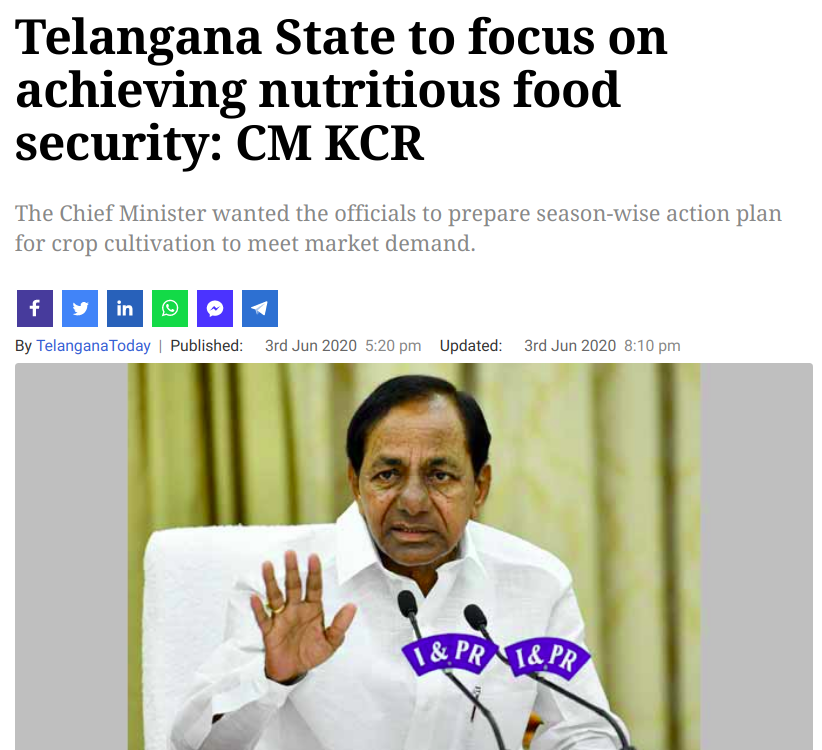 Telangana State to focus on
achieving nutritious food
security: CM KCR
The Chief Minister wanted the officials to prepare season-wise action plan
for crop cultivation to meet market demand.
By TelanganaToday | Published: 3rd Jun 2020 5:20 pm Updated: 3rd Jun 2020 8:10 pm
I & PR I & PR